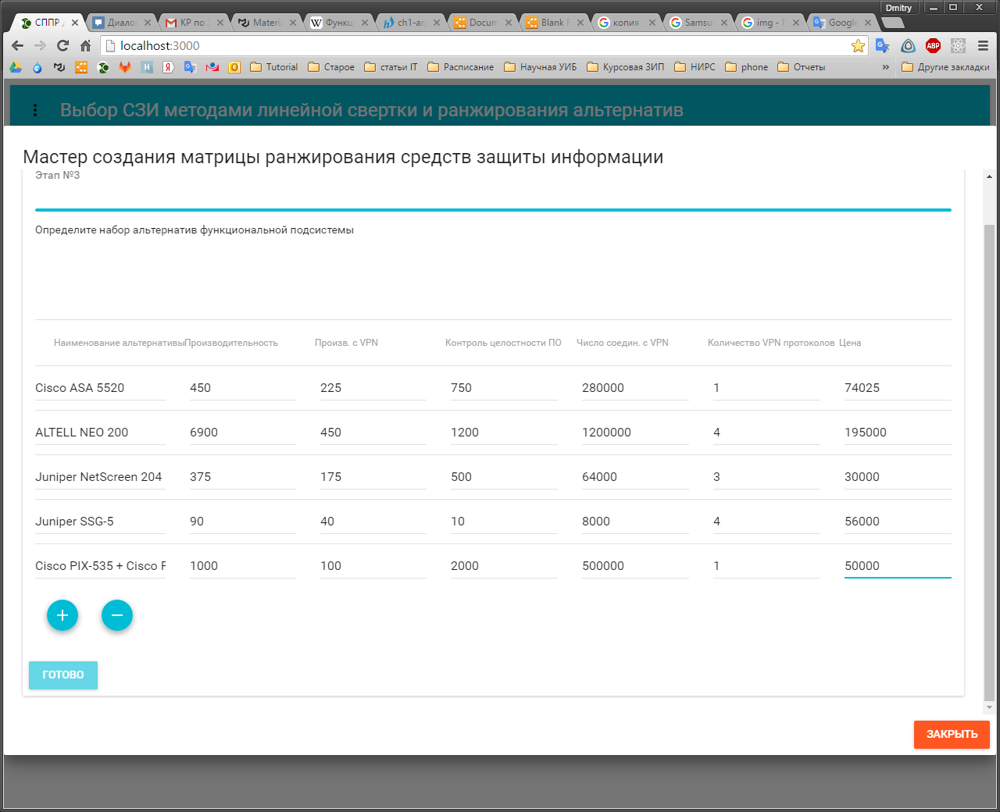 Dmitry
СППР Д
Диалог
КР по
Materia
Функц
ch1-arp
Docum
Blank
копия
Samsu
img -
Google
localhost:3000
Tutorial
Старое
статьи IT
Расписание
Научная УИБ
Курсовая ЗИП
НИРС
phone
Отчеты
»
Другие закладки
Выбор СЗИ методами линейной свертки и ранжирования альтернатив
Мастер создания матрицы ранжирования средств защиты информации
Этап №3
Определите набор альтернатив функциональной подсистемы
Наименование альтернативы Производительность Произв. с VPN Контроль целостности ПО Число соедин. с VPN Количество VPN протоколов Цена
Cisco ASA 5520 450 225 750 280000 1 74025
ALTELL NEO 200 6900 450 1200 1200000 4 195000
Juniper NetScreen 204 375 175 500 64000 3 30000
Juniper SSG-5 90 40 10 8000 4 56000
Cisco PIX-535 + Cisco 1000 100 2000 500000 1 50000
ГОТОВО
ЗАКРЫТЬ